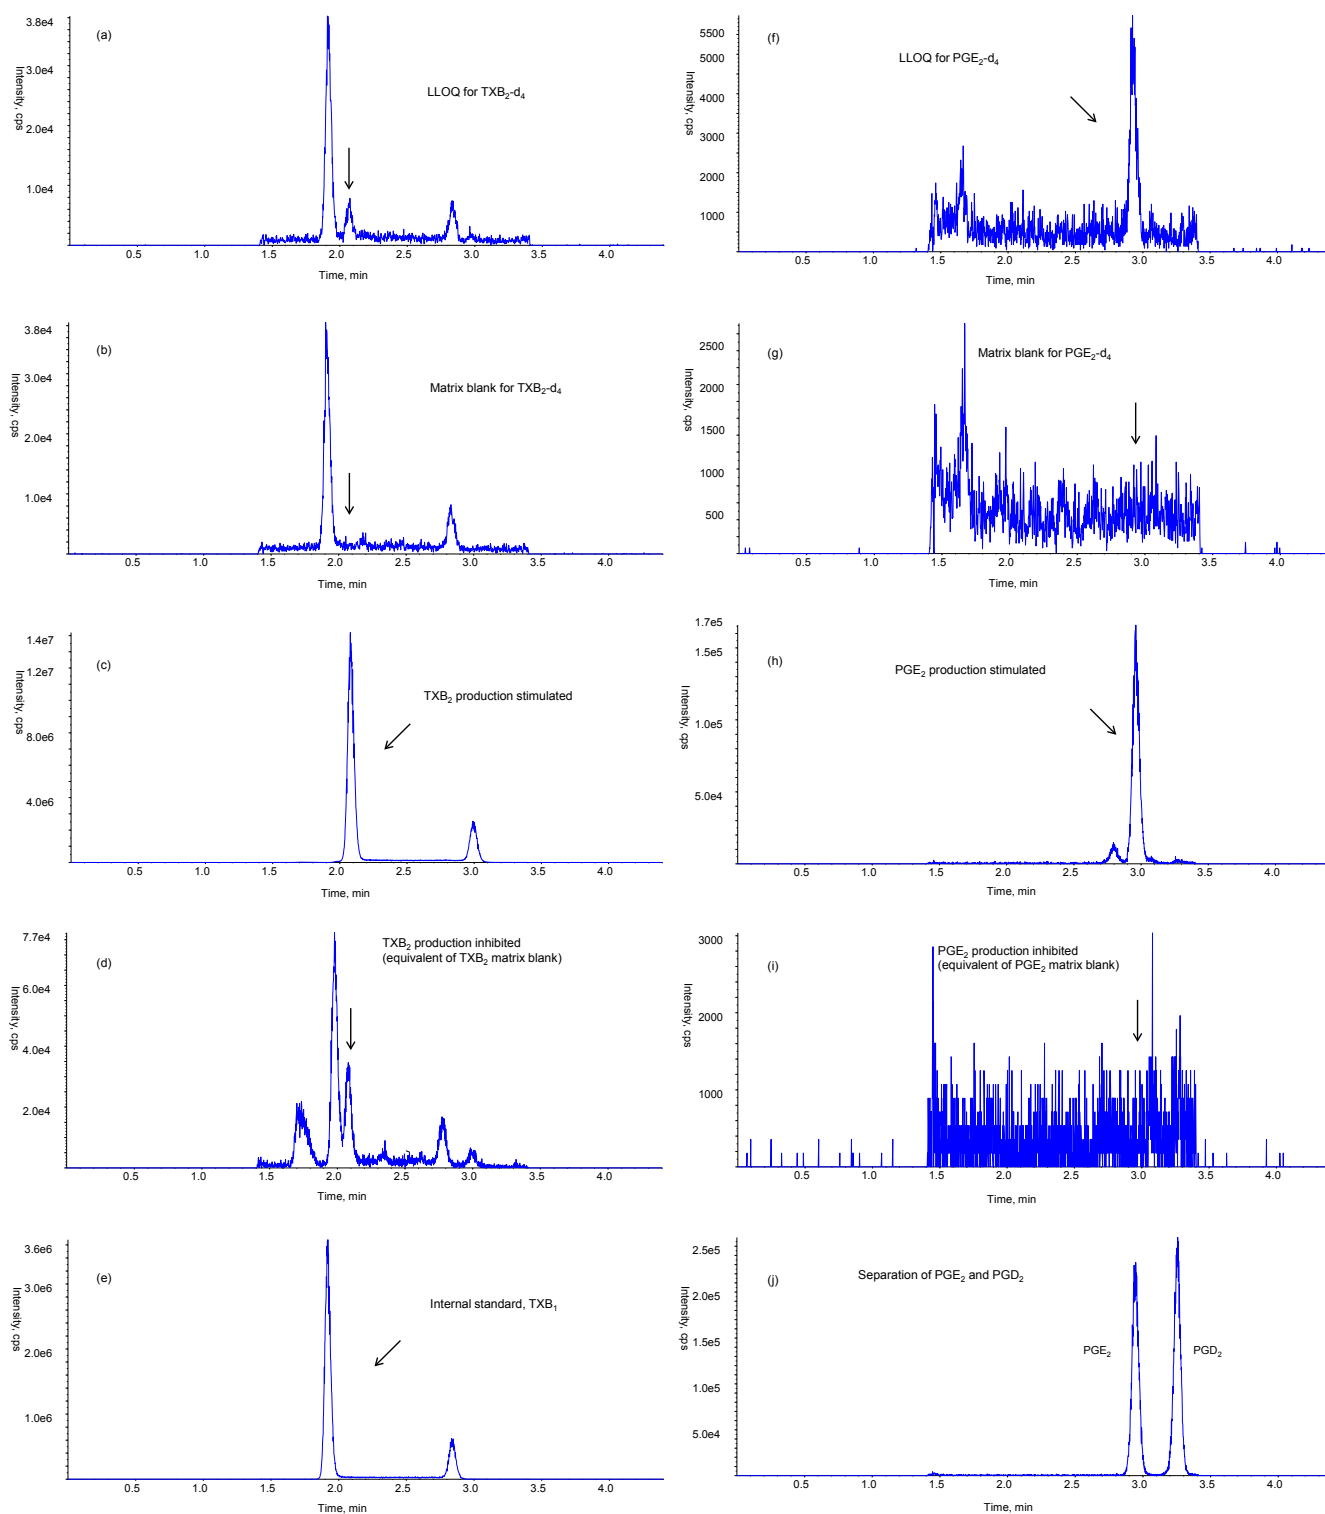 (a)
LLOQ for TXB₂-d₄
Intensity, cps
3.8e4
3.0e4
2.0e4
1.0e4
0.5 1.0 1.5 2.0 2.5 3.0 3.5 4.0
Time, min
(f)
LLOQ for PGE₂-d₄
Intensity, cps
5500
5000
4000
3000
2000
1000
0.5 1.0 1.5 2.0 2.5 3.0 3.5 4.0
Time, min
(b)
Matrix blank for TXB₂-d₄
Intensity, cps
3.8e4
3.0e4
2.0e4
1.0e4
0.5 1.0 1.5 2.0 2.5 3.0 3.5 4.0
Time, min
(g)
Matrix blank for PGE₂-d₄
Intensity, cps
2500
2000
1500
1000
500
0.5 1.0 1.5 2.0 2.5 3.0 3.5 4.0
Time, min
(c)
TXB₂ production stimulated
Intensity, cps
1.4e7
1.2e7
8.0e6
4.0e6
0.5 1.0 1.5 2.0 2.5 3.0 3.5 4.0
Time, min
(h)
PGE₂ production stimulated
Intensity, cps
1.7e5
1.5e5
1.0e5
5.0e4
0.5 1.0 1.5 2.0 2.5 3.0 3.5 4.0
Time, min
(d)
TXB₂ production inhibited
(equivalent of TXB₂ matrix blank)
Intensity, cps
7.7e4
6.0e4
4.0e4
2.0e4
0.5 1.0 1.5 2.0 2.5 3.0 3.5 4.0
Time, min
(i)
PGE₂ production inhibited
(equivalent of PGE₂ matrix blank)
Intensity, cps
3000
2000
1000
0.5 1.0 1.5 2.0 2.5 3.0 3.5 4.0
Time, min
(e)
Internal standard, TXB₁
Intensity, cps
3.6e6
3.0e6
2.0e6
1.0e6
0.5 1.0 1.5 2.0 2.5 3.0 3.5 4.0
Time, min
(j)
Separation of PGE₂ and PGD₂
Intensity, cps
2.5e5
2.0e5
1.5e5
1.0e5
5.0e4
PGE₂
PGD₂
0.5 1.0 1.5 2.0 2.5 3.0 3.5 4.0
Time, min